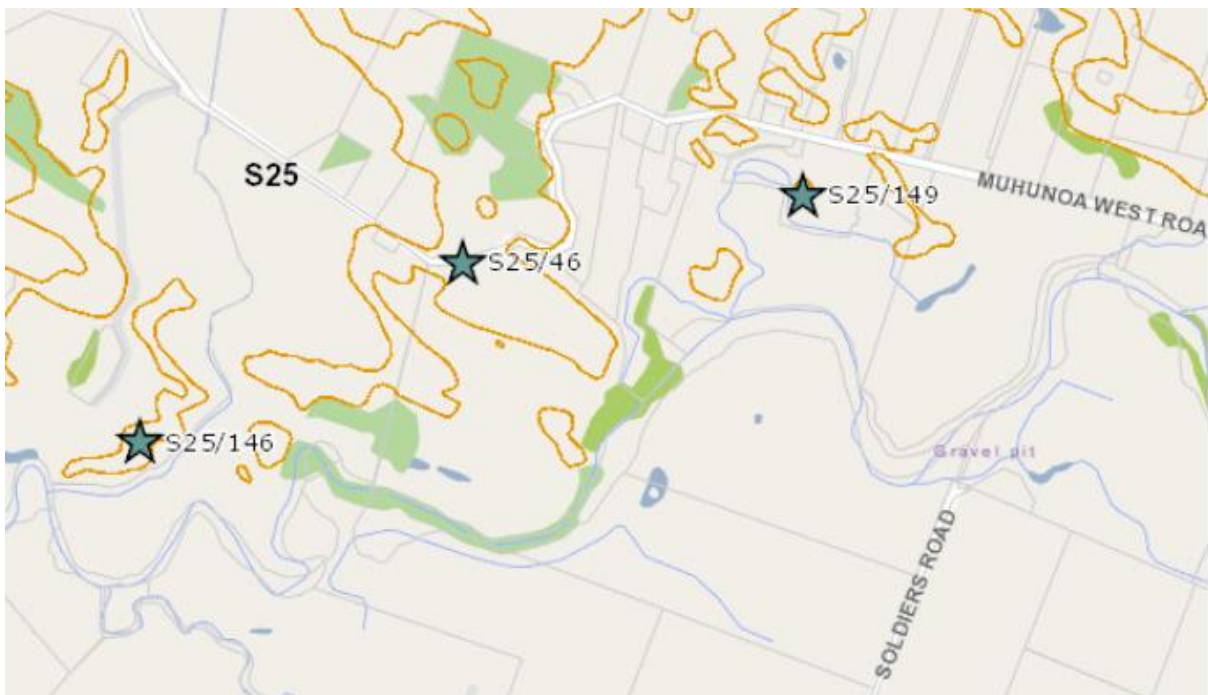 S25
S25/149
MUHUNOA WEST ROA
S25/46
S25/146
Gravel pit
SOLDIERS ROAD